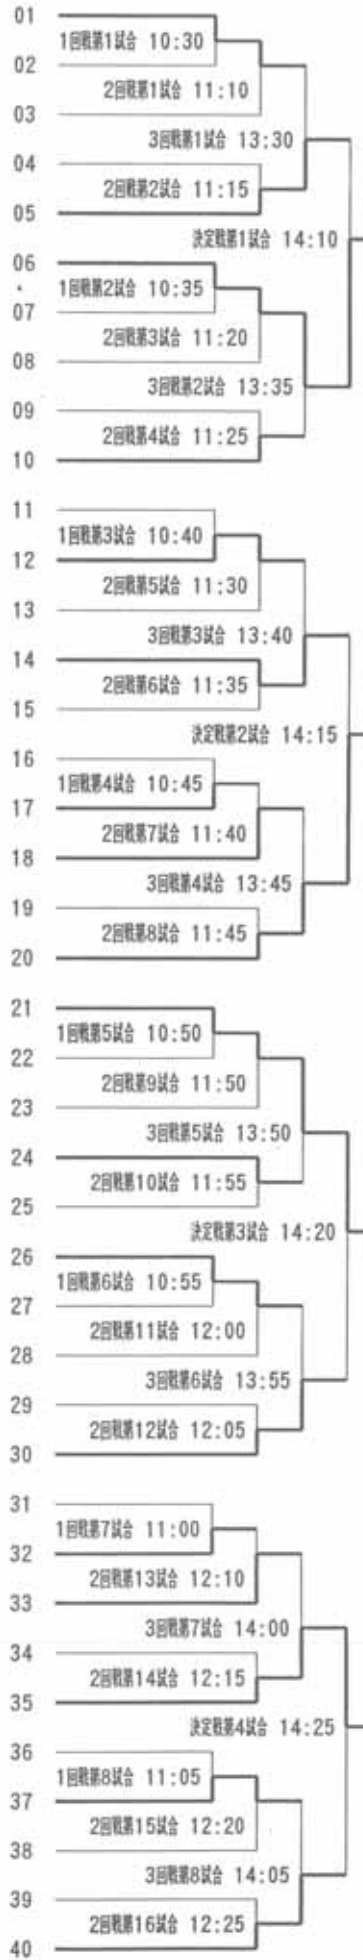 01
1回戦第1試合 10:30
02
2回戦第1試合 11:10
03
3回戦第1試合 13:30
04
2回戦第2試合 11:15
05
決定戦第1試合 14:10
06
1回戦第2試合 10:35
07
2回戦第3試合 11:20
08
3回戦第2試合 13:35
09
2回戦第4試合 11:25
10
11
1回戦第3試合 10:40
12
2回戦第5試合 11:30
13
3回戦第3試合 13:40
14
2回戦第6試合 11:35
15
決定戦第2試合 14:15
16
1回戦第4試合 10:45
17
2回戦第7試合 11:40
18
3回戦第4試合 13:45
19
2回戦第8試合 11:45
20
21
1回戦第5試合 10:50
22
2回戦第9試合 11:50
23
3回戦第5試合 13:50
24
2回戦第10試合 11:55
25
決定戦第3試合 14:20
26
1回戦第6試合 10:55
27
2回戦第11試合 12:00
28
3回戦第6試合 13:55
29
2回戦第12試合 12:05
30
31
1回戦第7試合 11:00
32
2回戦第13試合 12:10
33
3回戦第7試合 14:00
34
2回戦第14試合 12:15
35
決定戦第4試合 14:25
36
1回戦第8試合 11:05
37
2回戦第15試合 12:20
38
3回戦第8試合 14:05
39
2回戦第16試合 12:25
40